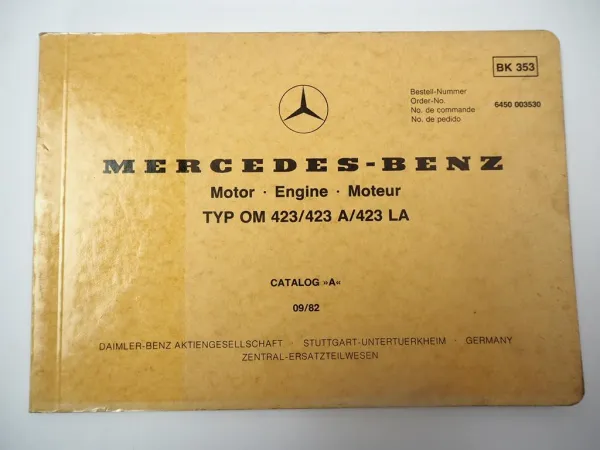 BK 353
Bestell-Nummer
Order-No.
No. de commande 6450 003530
No. de pedido
MERCEDES-BENZ
Motor · Engine · Moteur
TYP OM 423/423 A/423 LA
CATALOG »A«
09/82
DAIMLER-BENZ AKTIENGESELLSCHAFT · STUTTGART-UNTERTUERKHEIM · GERMANY
ZENTRAL-ERSATZTEILWESEN